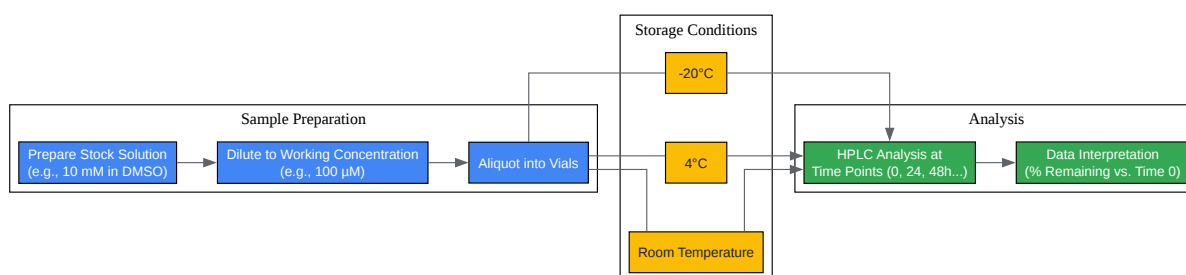 Storage Conditions
-20°C
Sample Preparation
Analysis
Prepare Stock Solution
(e.g., 10 mM in DMSO)
Dilute to Working Concentration
(e.g., 100 µM)
Aliquot into Vials
4°C
HPLC Analysis at
Time Points (0, 24, 48h...)
Data Interpretation
(% Remaining vs. Time 0)
Room Temperature